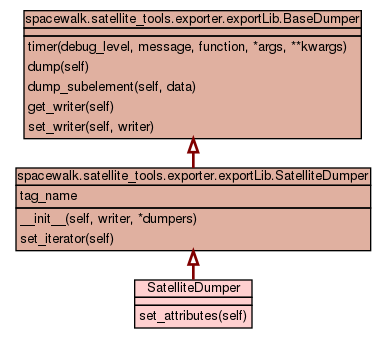 spacewalk.satellite_tools.exporter.exportLib.BaseDumper
timer(debug_level, message, function, *args, **kwargs)
dump(self)
dump_subelement(self, data)
get_writer(self)
set_writer(self, writer)
spacewalk.satellite_tools.exporter.exportLib.SatelliteDumper
tag_name
__init__(self, writer, *dumpers)
set_iterator(self)
SatelliteDumper
set_attributes(self)